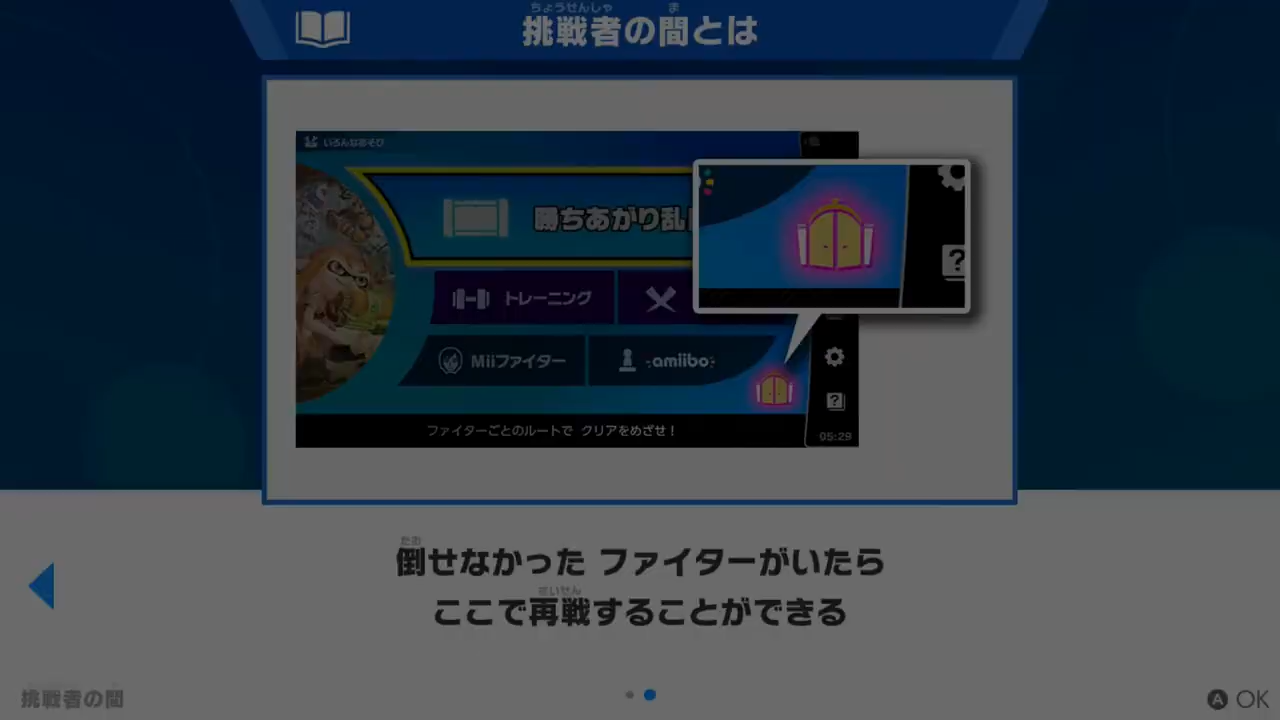 ちょうせんしゃ ま
挑戦者の間とは
いろんなあそび
勝ちあがり乱
トレーニング
Miiファイター
amiibo
?
?
ファイターごとのルートで クリアをめざせ！
05:29
たお
倒せなかった ファイターがいたら
さいせん
ここで再戦することができる
挑戦者の間
A OK